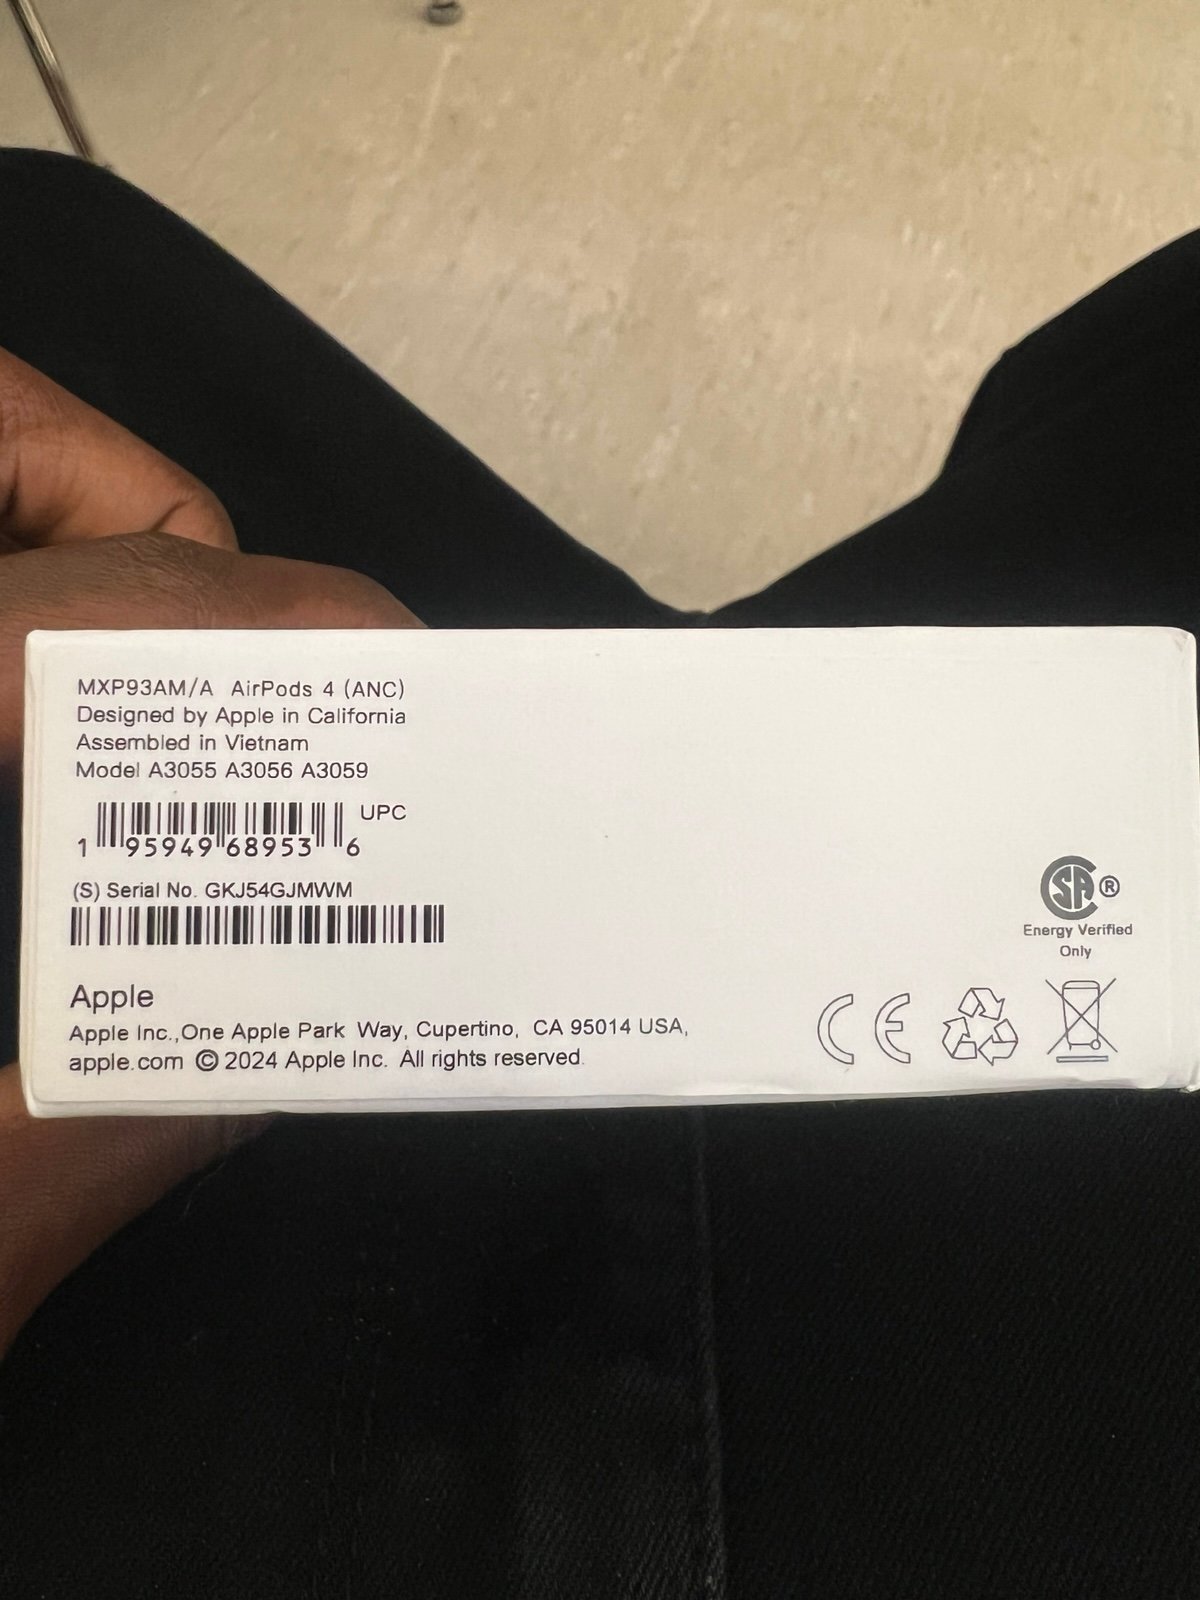 MXP93AM/A AirPods 4 (ANC)
Designed by Apple in California
Assembled in Vietnam
Model A3055 A3056 A3059
UPC
1 95949 68953 6
(S) Serial No. GKJ54GJMWM
Apple
Apple Inc.,One Apple Park Way, Cupertino, CA 95014 USA,
apple.com © 2024 Apple Inc. All rights reserved.
SA ®
Energy Verified
Only
CE